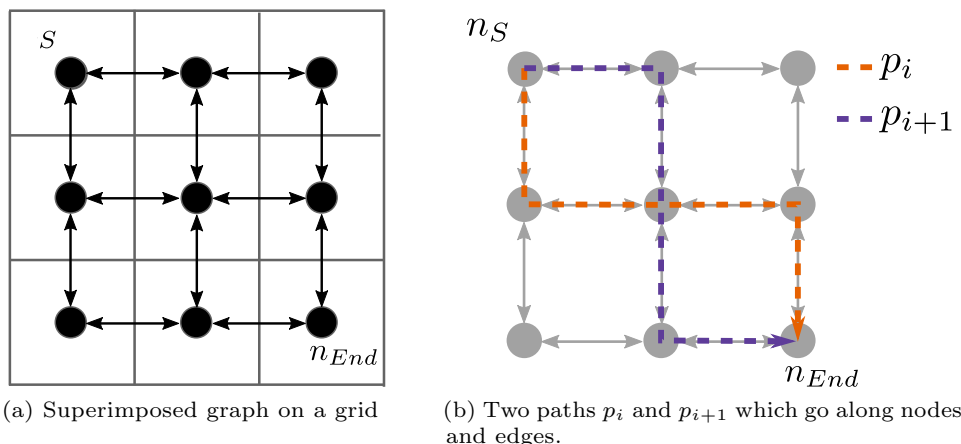 S
n_{End}
(a) Superimposed graph on a grid
n_S
p_i
p_{i+1}
n_{End}
(b) Two paths p_i and p_{i+1} which go along nodes
and edges.